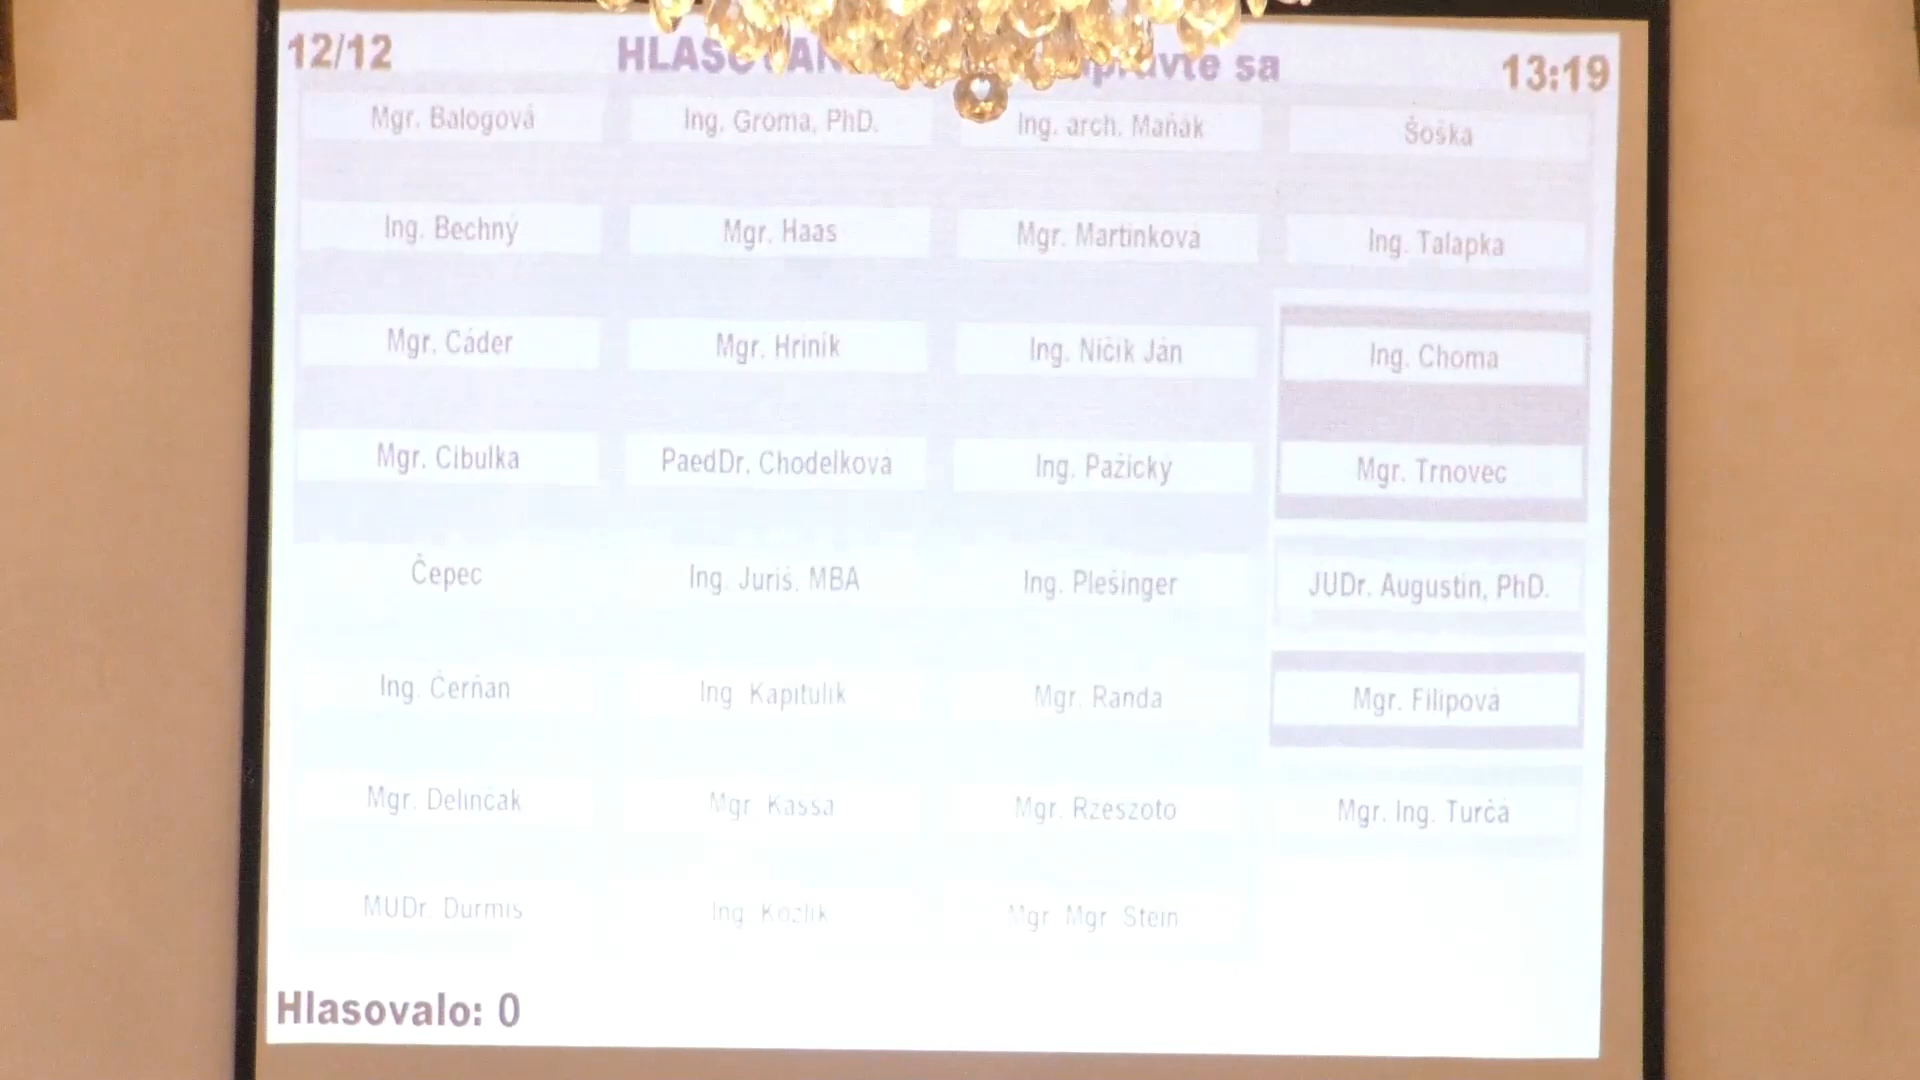 12/12 sa 13:19
Mgr. Balogová Ing. Groma, PhD. Ing. arch. Maňák Šoška
Ing. Bechný Mgr. Haas Mgr. Martinková Ing. Talapka
Mgr. Cáder Mgr. Hriník Ing. Ničík Ján Ing. Choma
Mgr. Cibulka PaedDr. Chodelková Ing. Pažický Mgr. Trnovec
Čepec Ing. Juriš, MBA Ing. Plešinger JUDr. Augustín, PhD.
Ing. Čerňan Ing. Kapitulík Mgr. Randa Mgr. Filipová
Mgr. Delinčák Mgr. Kassa Mgr. Rzeszoto Mgr. Ing. Turčá
MUDr. Durmis Ing. Kozlík Mgr. Mgr. Stein
Hlasovalo: 0